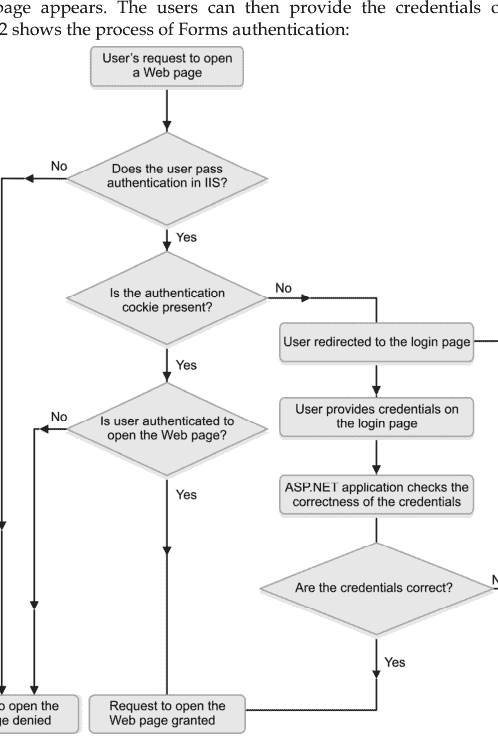 page appears. The users can then provide the credentials
2 shows the process of Forms authentication:
User's request to open
a Web page
No
Does the user pass
authentication in IIS?
Yes
Is the authentication
cockie present?
No
User redirected to the login page
Yes
No
Is user authenticated to
open the Web page?
User provides credentials on
the login page
Yes
ASP.NET application checks the
correctness of the credentials
Are the credentials correct?
Yes
open the
denied
Request to open the
Web page granted